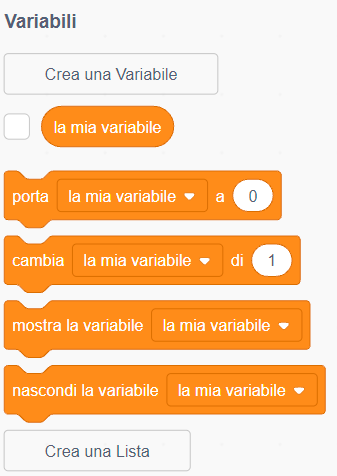 Variabili
Crea una Variabile
la mia variabile
porta la mia variabile a 0
cambia la mia variabile di 1
mostra la variabile la mia variabile
nascondi la variabile la mia variabile
Crea una Lista